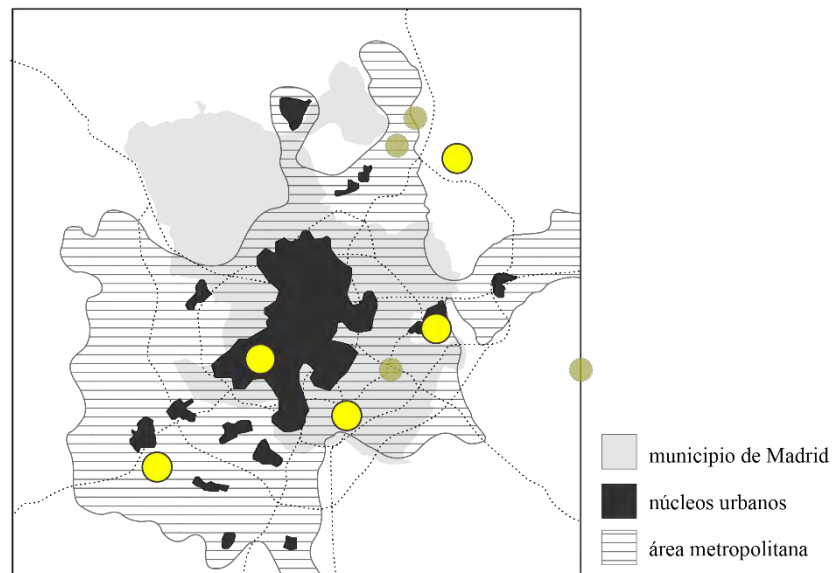 municipio de Madrid
núcleos urbanos
área metropolitana